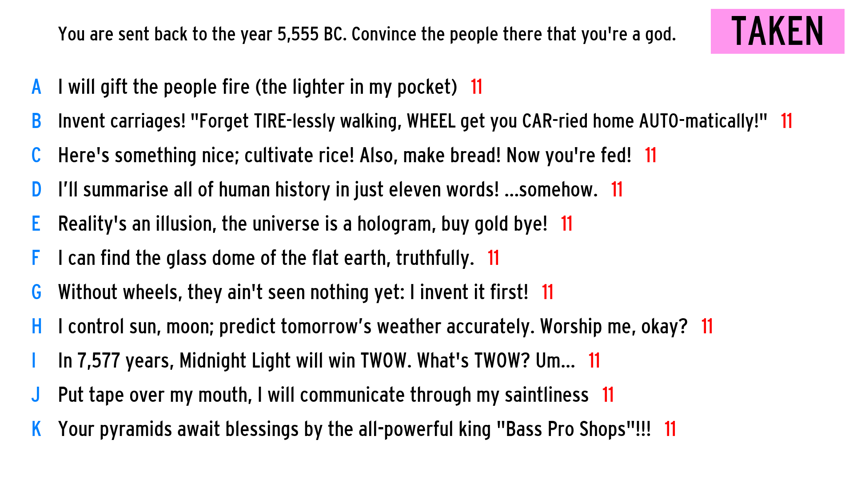 You are sent back to the year 5,555 BC. Convince the people there that you're a god.
TAKEN
A I will gift the people fire (the lighter in my pocket) 11
B Invent carriages! "Forget TIRE-lessly walking, WHEEL get you CAR-ried home AUTO-matically!" 11
C Here's something nice; cultivate rice! Also, make bread! Now you're fed! 11
D I’ll summarise all of human history in just eleven words! ...somehow. 11
E Reality's an illusion, the universe is a hologram, buy gold bye! 11
F I can find the glass dome of the flat earth, truthfully. 11
G Without wheels, they ain't seen nothing yet: I invent it first! 11
H I control sun, moon; predict tomorrow’s weather accurately. Worship me, okay? 11
I In 7,577 years, Midnight Light will win TWOW. What's TWOW? Um... 11
J Put tape over my mouth, I will communicate through my saintliness 11
K Your pyramids await blessings by the all-powerful king "Bass Pro Shops"!!! 11